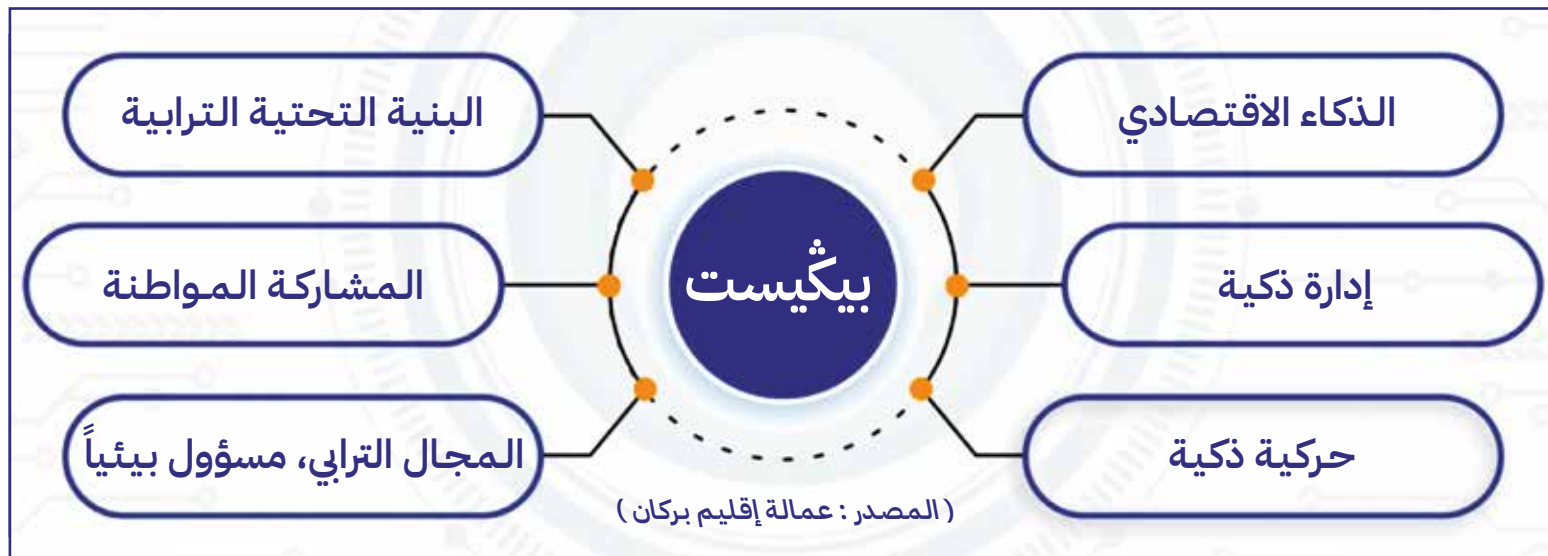 الذكاء الاقتصادي
البنية التحتية الترابية
إدارة ذكية
بيڭيست
المشاركة المواطنة
حركية ذكية
المجال الترابي، مسؤول بيئياً
(المصدر : عمالة إقليم بركان)